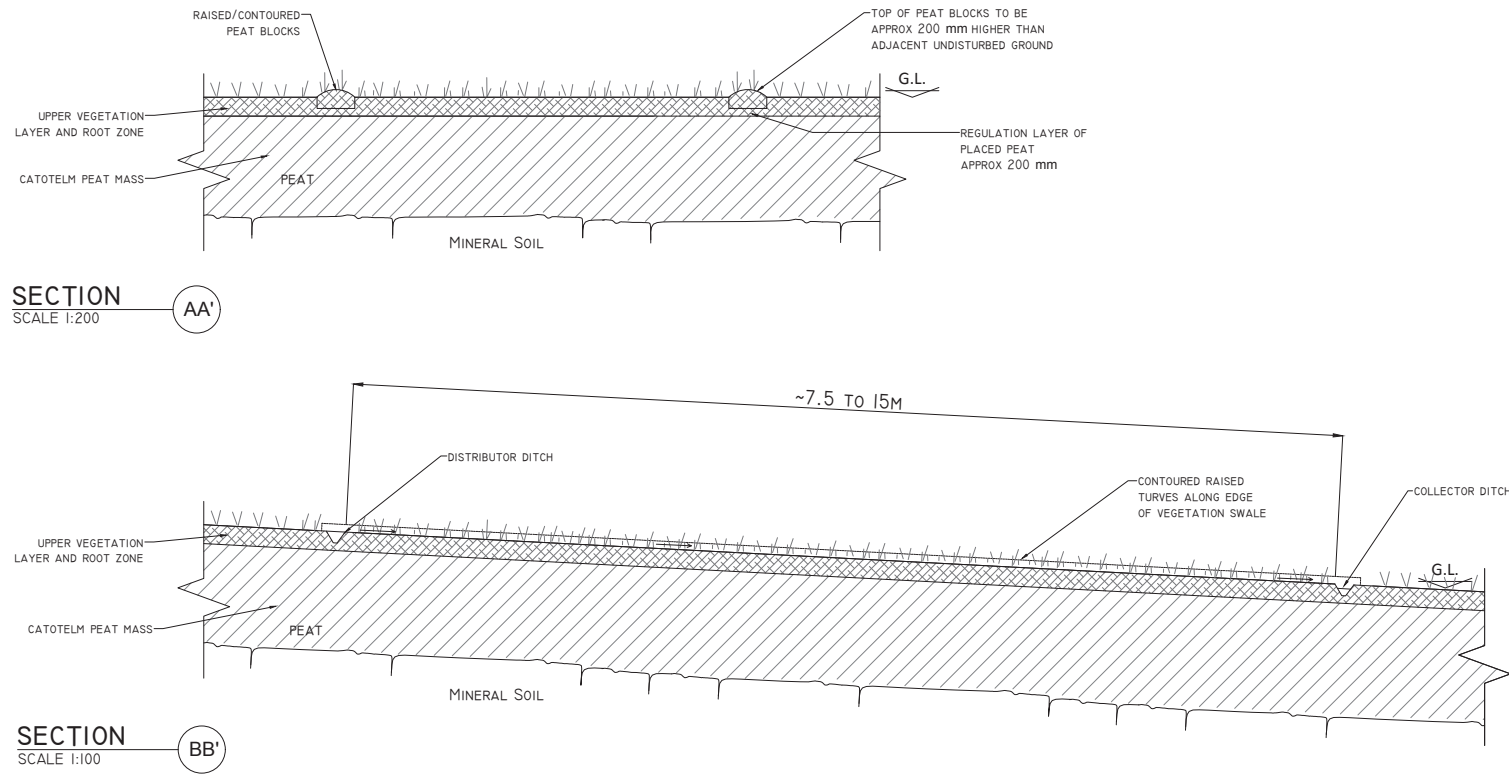 RAISED/CONTOURED
PEAT BLOCKS
TOP OF PEAT BLOCKS TO BE
APPROX 200 mm HIGHER THAN
ADJACENT UNDISTURBED GROUND
G.L.
UPPER VEGETATION
LAYER AND ROOT ZONE
REGULATION LAYER OF
PLACED PEAT
APPROX 200 mm
CATOTELM PEAT MASS
PEAT
MINERAL SOIL
SECTION
SCALE 1:200
AA'
~7.5 TO 15M
DISTRIBUTOR DITCH
CONTOURED RAISED
TURVES ALONG EDGE
OF VEGETATION SWALE
COLLECTOR DITCH
UPPER VEGETATION
LAYER AND ROOT ZONE
G.L.
CATOTELM PEAT MASS
PEAT
MINERAL SOIL
SECTION
SCALE 1:100
BB'